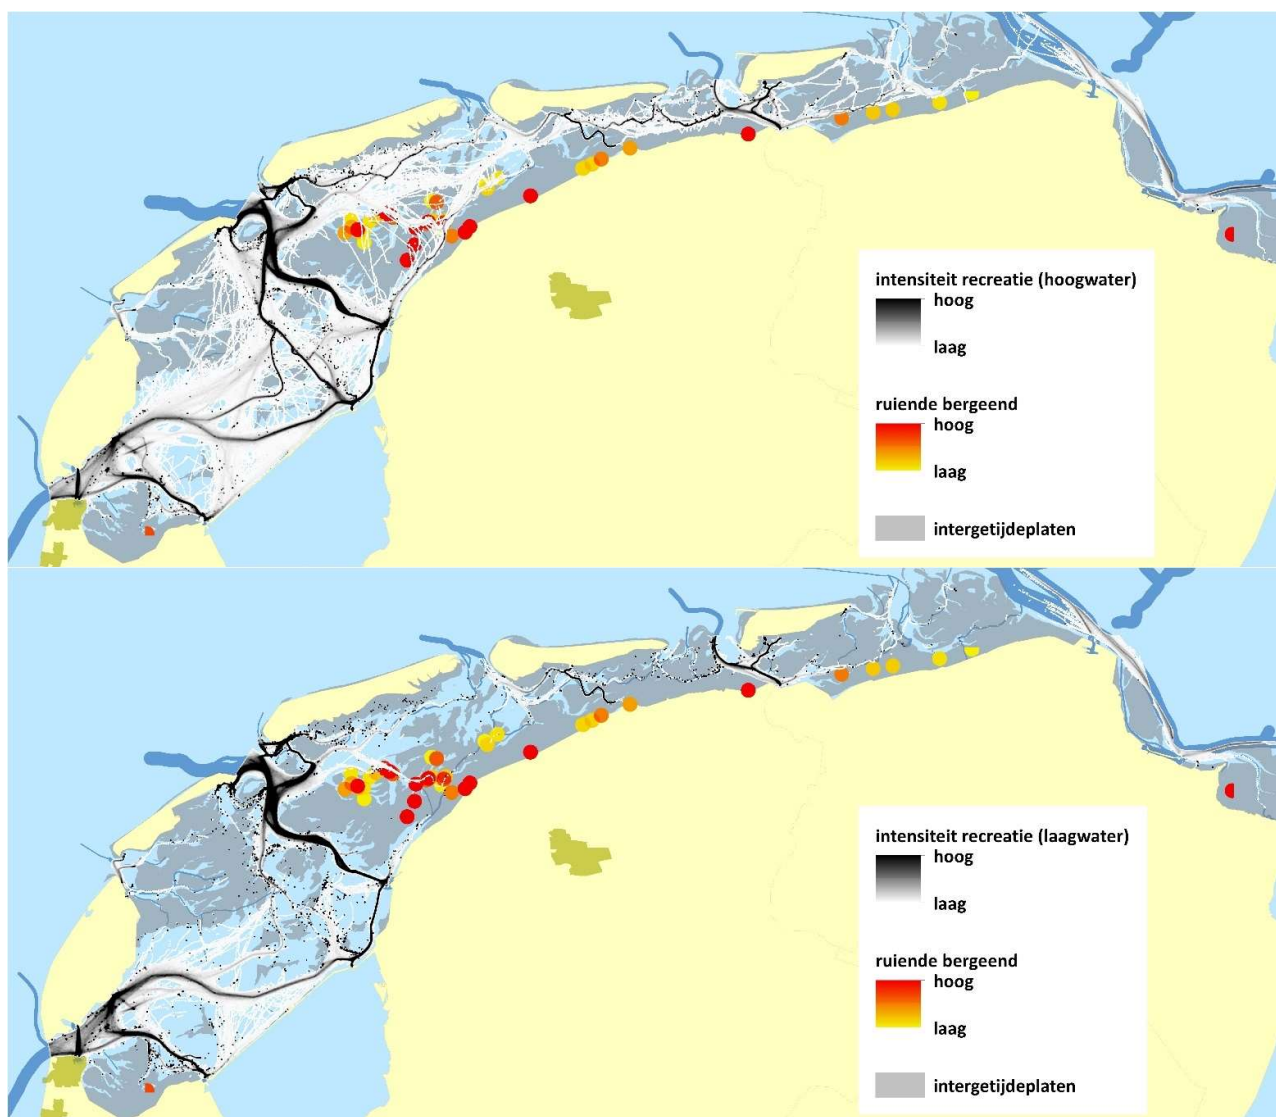 intensiteit recreatie (hoogwater)
hoog
laag
ruiende bergeend
hoog
laag
intergetijdeplaten
intensiteit recreatie (laagwater)
hoog
laag
ruiende bergeend
hoog
laag
intergetijdeplaten